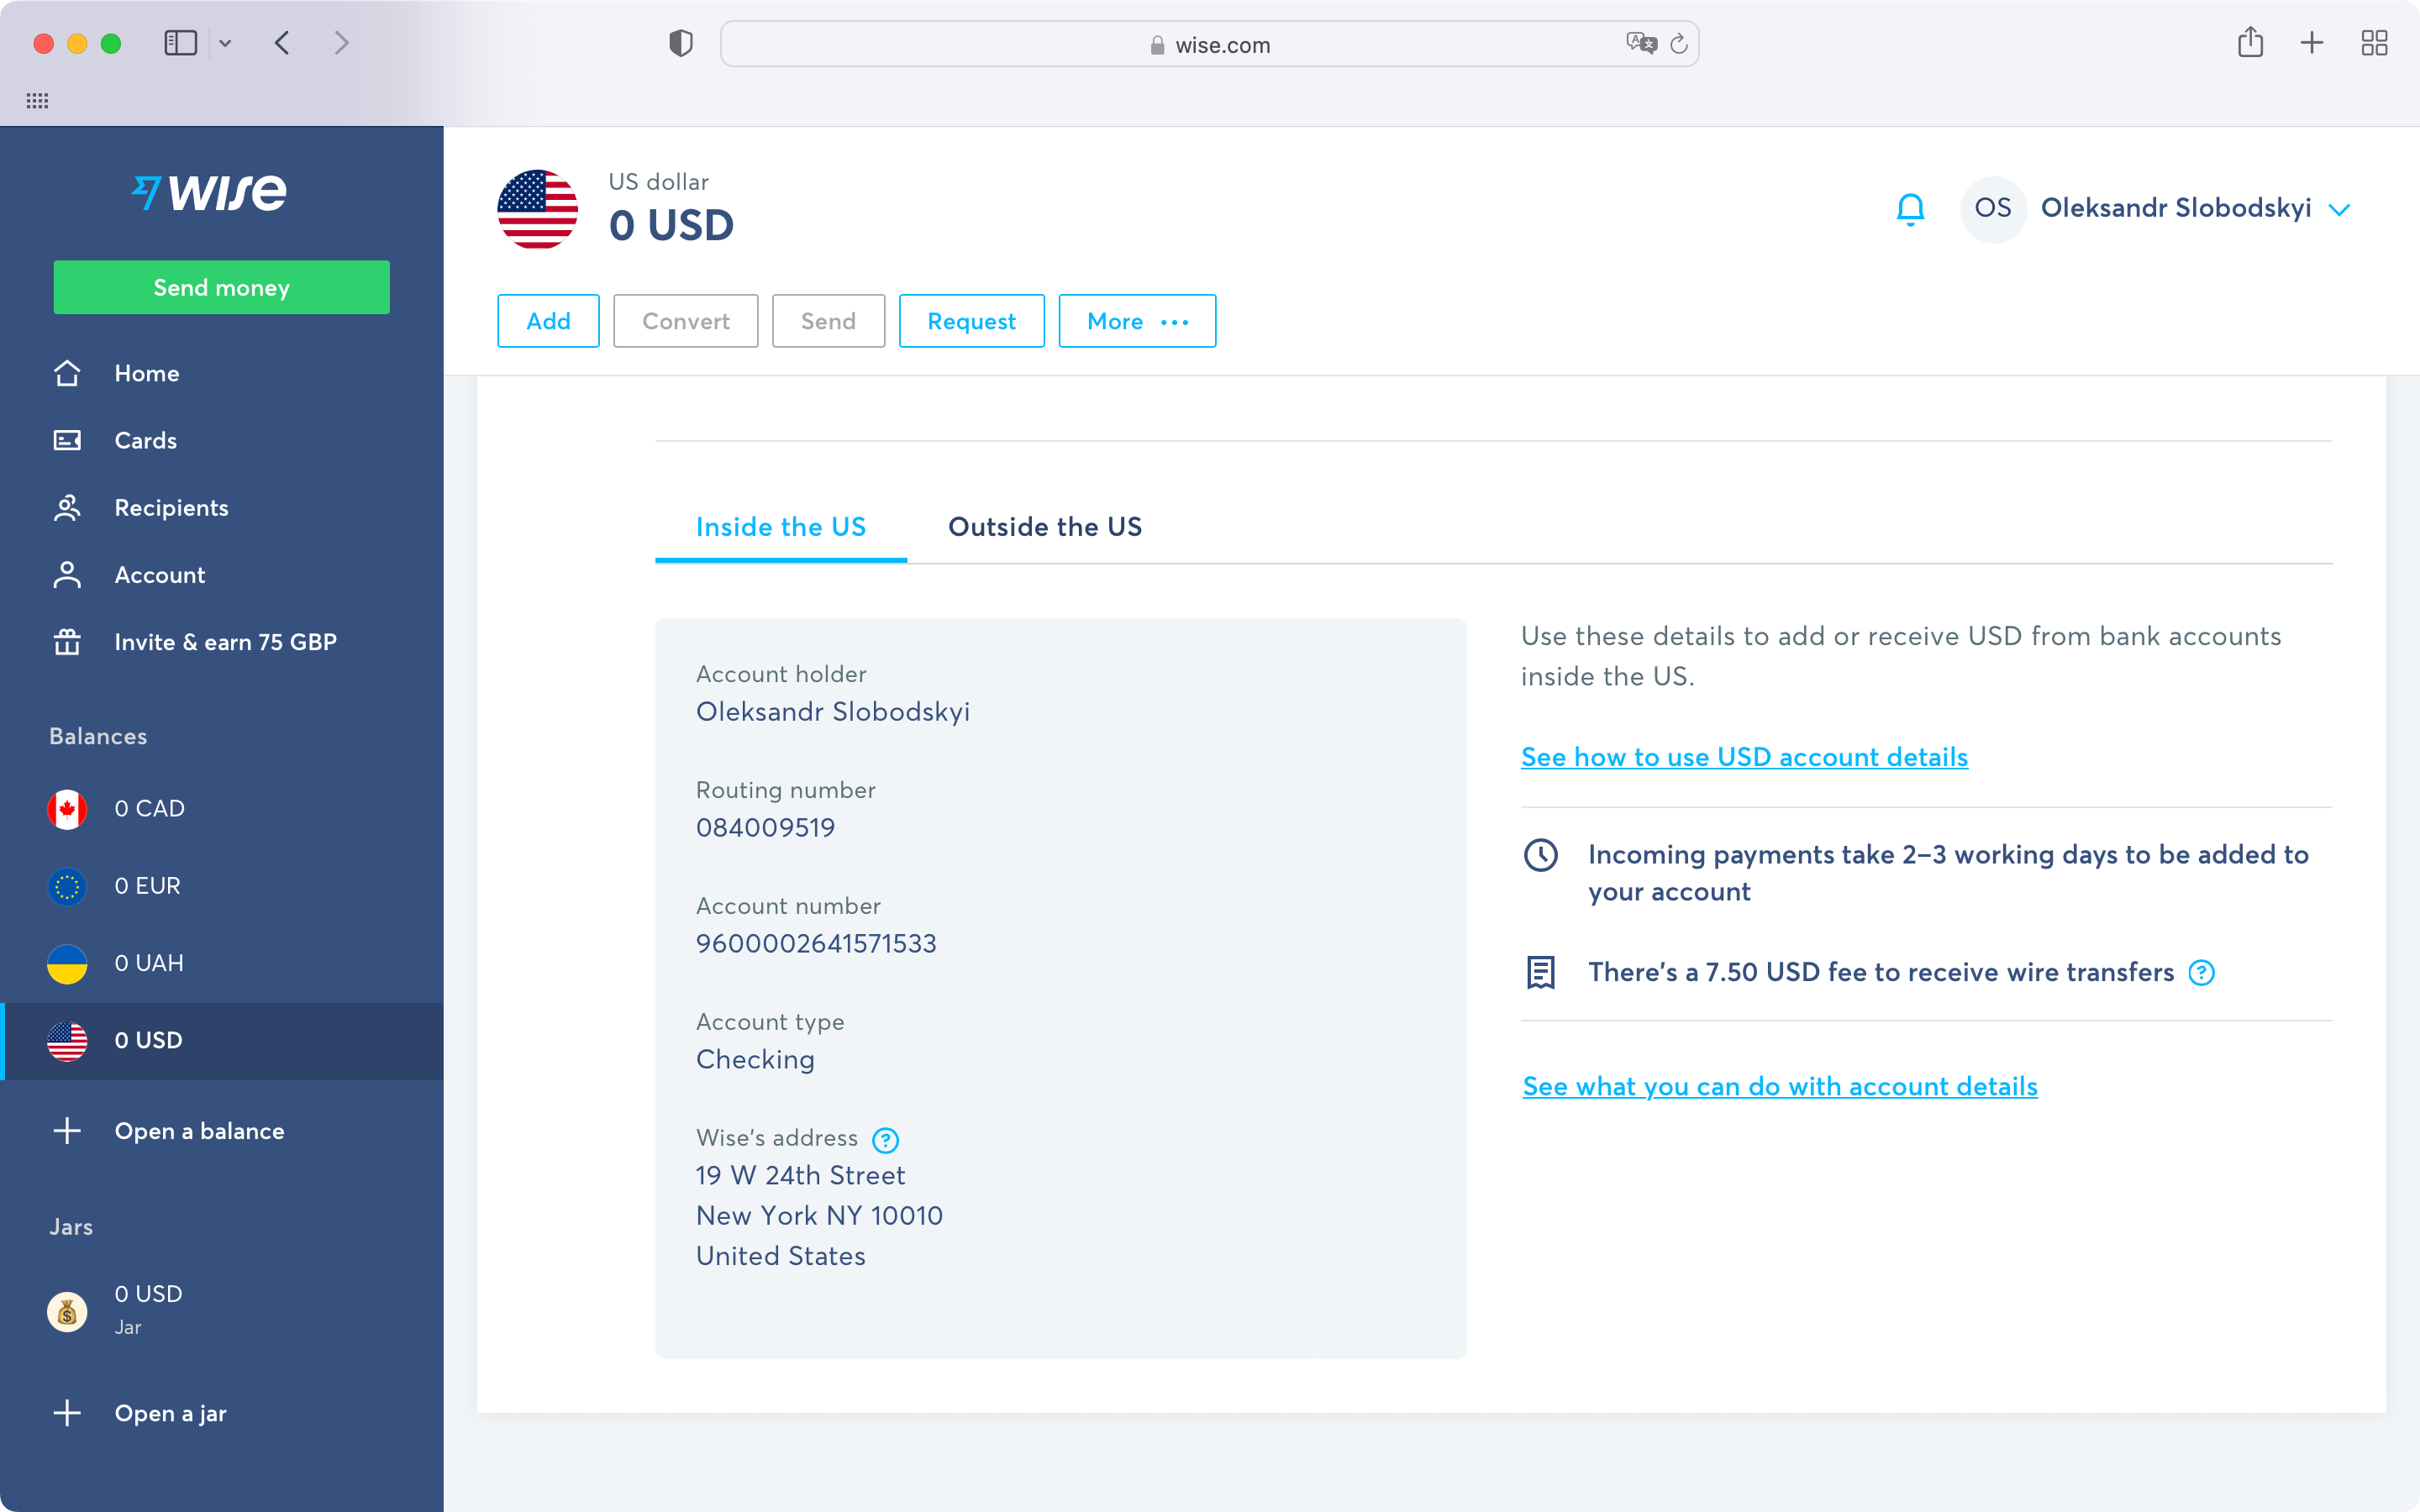 wise.com
wise
Send money
Home
Cards
Recipients
Account
Invite & earn 75 GBP
Balances
0 CAD
0 EUR
0 UAH
0 USD
Open a balance
Jars
0 USD
Jar
Open a jar
US dollar
0 USD
OS Oleksandr Slobodskyi
Add Convert Send Request More ...
Inside the US Outside the US
Account holder
Oleksandr Slobodskyi
Routing number
084009519
Account number
9600002641571533
Account type
Checking
Wise's address ?
19 W 24th Street
New York NY 10010
United States
Use these details to add or receive USD from bank accounts
inside the US.
See how to use USD account details
Incoming payments take 2–3 working days to be added to
your account
There's a 7.50 USD fee to receive wire transfers ?
See what you can do with account details